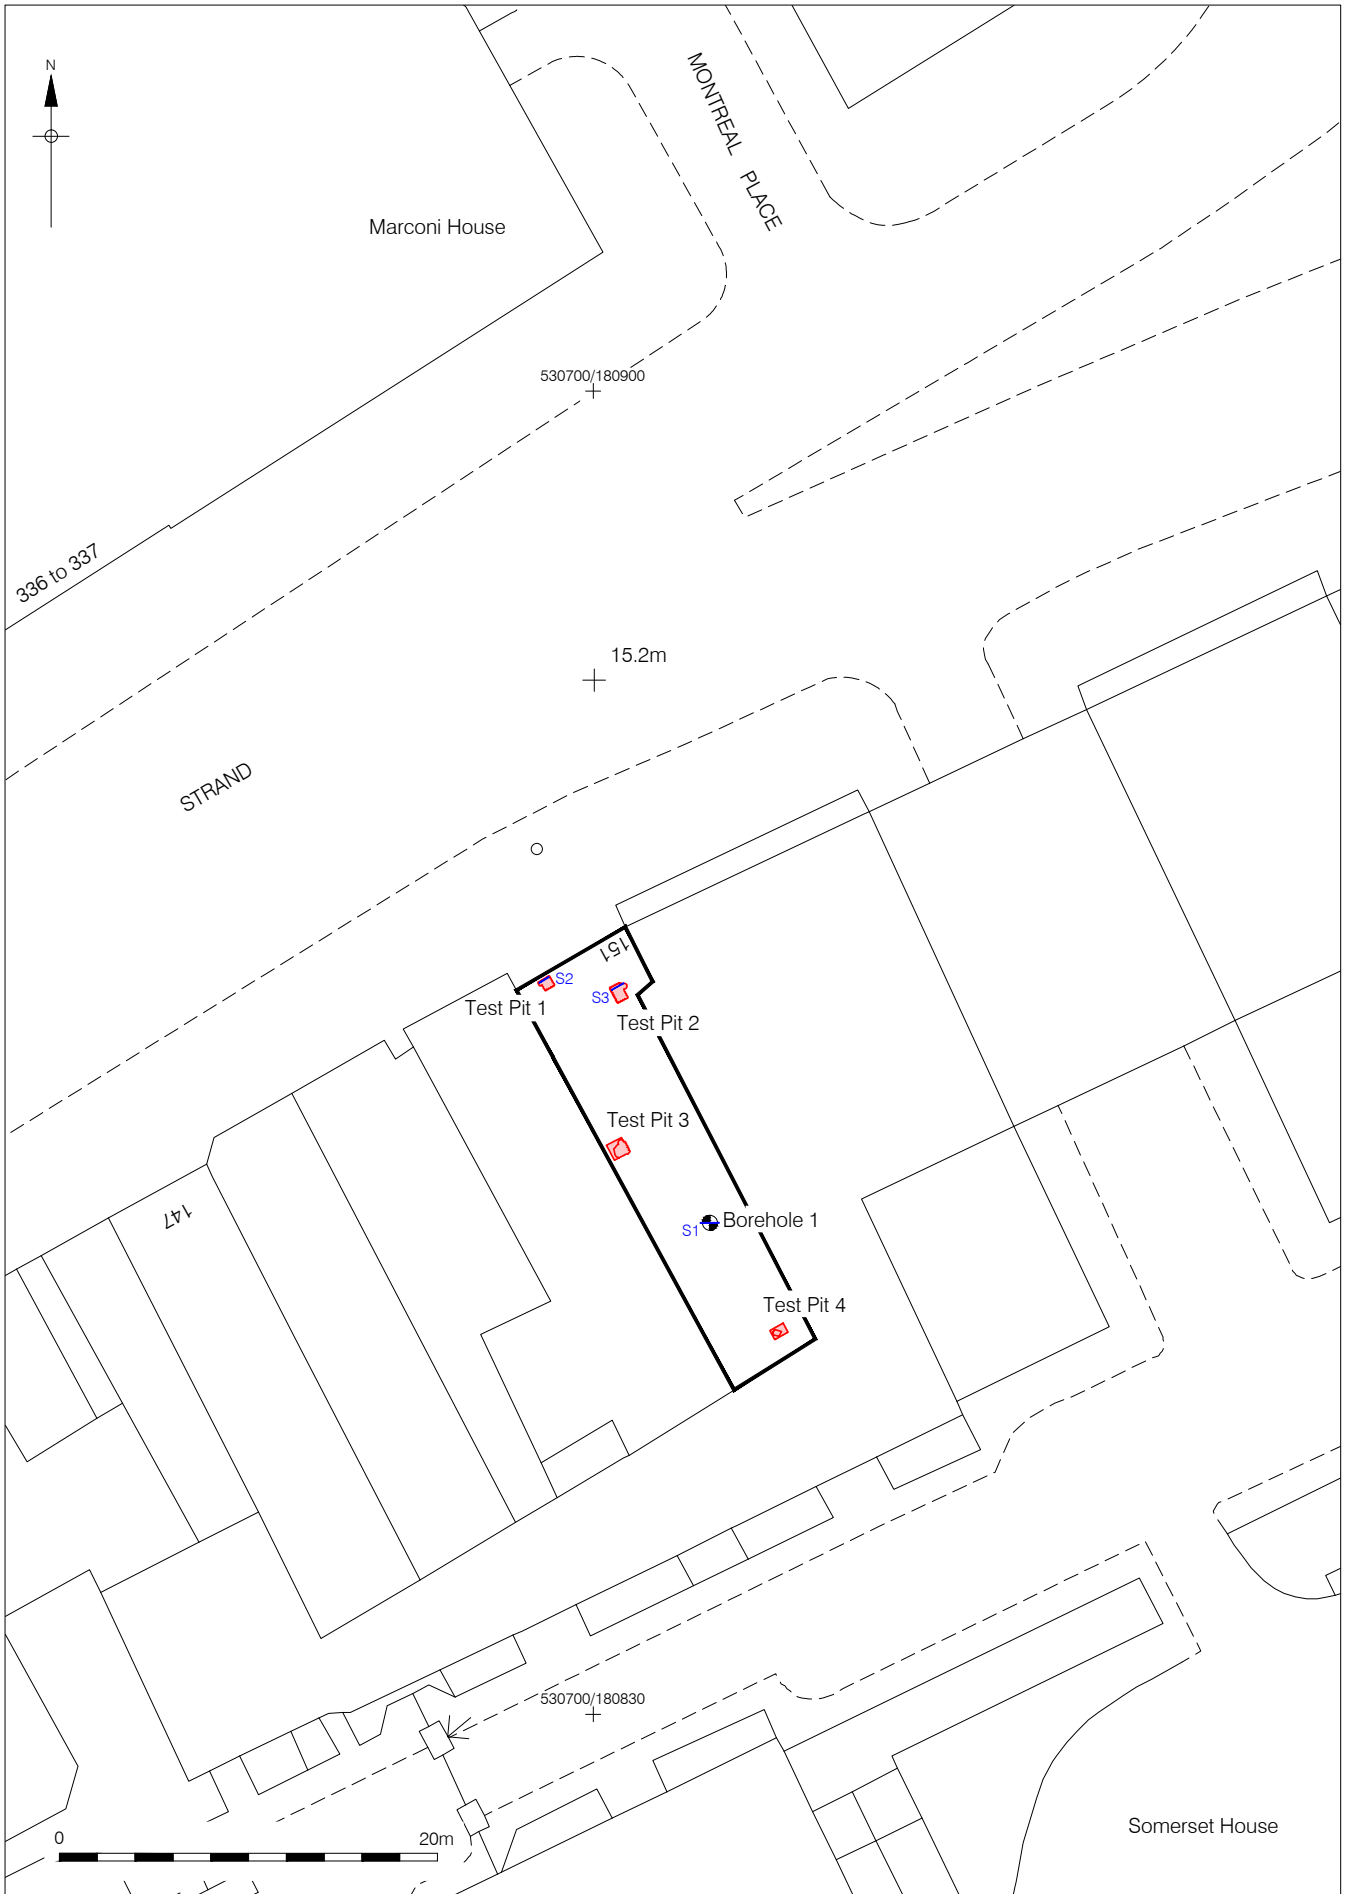 N
MONTREAL PLACE
Marconi House
530700/180900
336 to 337
15.2m
STRAND
151
S2
S3
Test Pit 1
Test Pit 2
Test Pit 3
147
S1
Borehole 1
Test Pit 4
530700/180830
Somerset House
0 20m